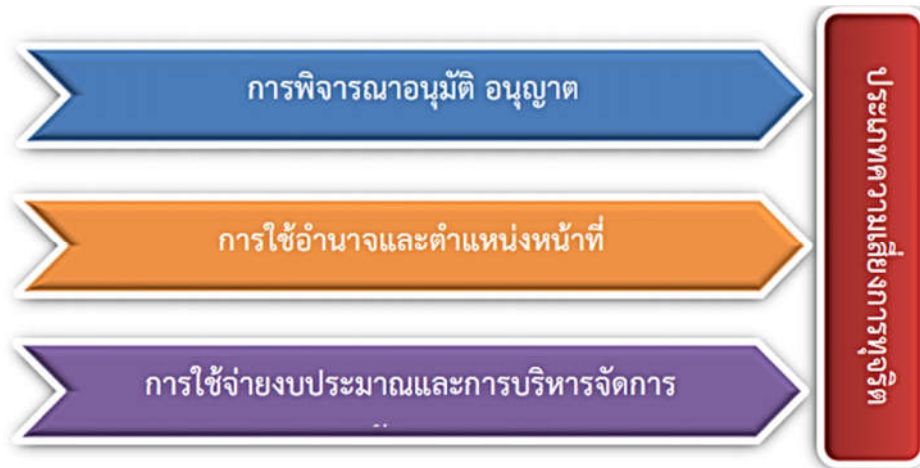 การพิจารณาอนุมัติ อนุญาต
การใช้อำนาจและตำแหน่งหน้าที่
การใช้จ่ายงบประมาณและการบริหารจัดการ
ประเภทความเสี่ยงการทุจริต